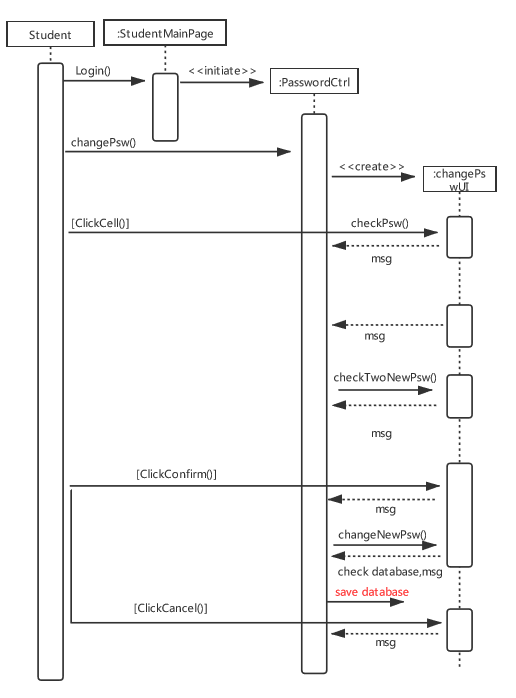 Student
:StudentMainPage
Login()
<<initiate>>
:PasswordCtrl
changePsw()
<<create>>
:changePs
wUI
[ClickCell()]
checkPsw()
msg
msg
checkTwoNewPsw()
msg
[ClickConfirm()]
msg
changeNewPsw()
check database,msg
save database
[ClickCancel()]
msg